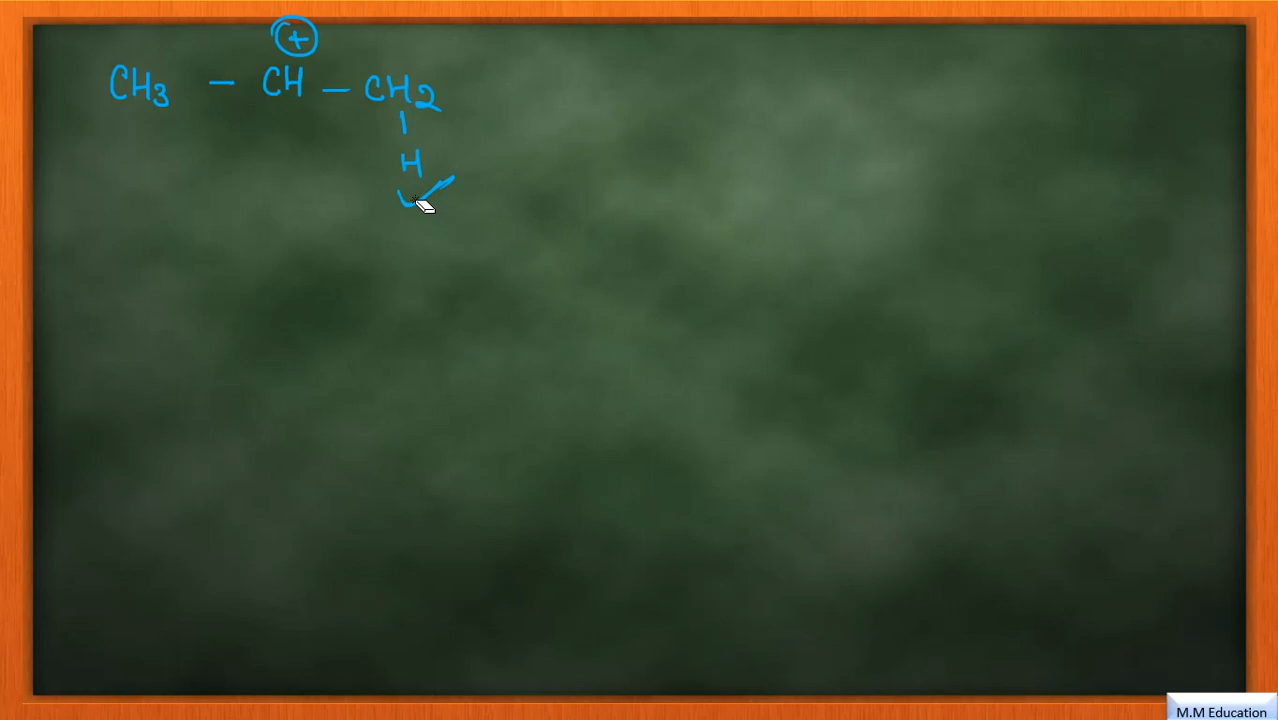 ⊕
CH3 - CH - CH2
|
H
M.M Education